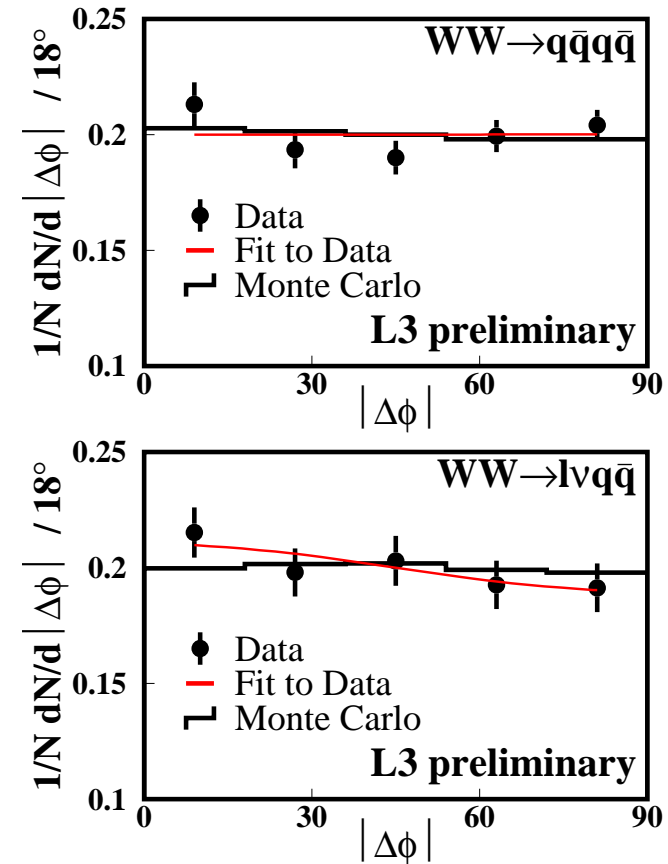 WW→qq̄qq̄
1/N dN/d|Δϕ| / 18°
0.25
0.2
0.15
0.1
Data
Fit to Data
Monte Carlo
L3 preliminary
0 30 60 90
|Δϕ|
WW→lνqq̄
1/N dN/d|Δϕ| / 18°
0.25
0.2
0.15
0.1
Data
Fit to Data
Monte Carlo
L3 preliminary
0 30 60 90
|Δϕ|